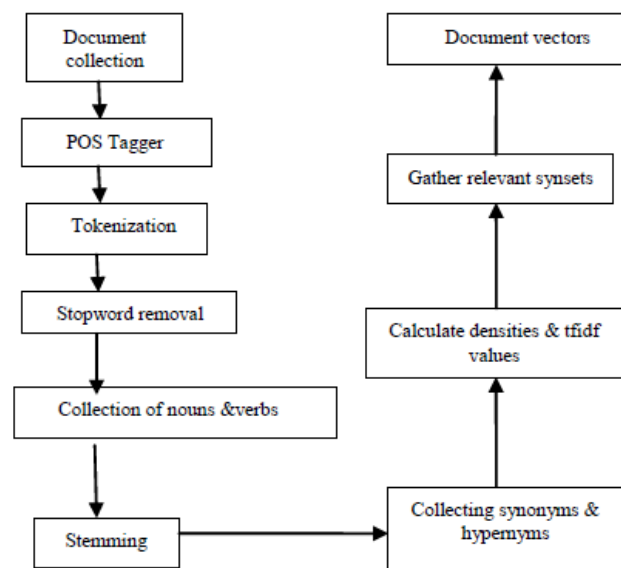 Document
collection
POS Tagger
Tokenization
Stopword removal
Collection of nouns &verbs
Stemming
Collecting synonyms &
hypernyms
Calculate densities & tfidf
values
Gather relevant synsets
Document vectors